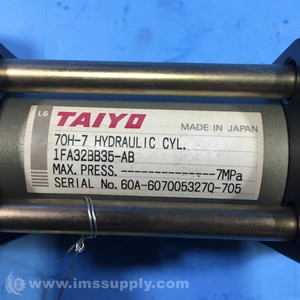 L6
TAIYO
MADE IN JAPAN
70H-7 HYDRAULIC CYL.
1FA32BB35-AB
MAX. PRESS.---------------7MPa
SERIAL No. 60A-607005327Q-705
© www.imssupply.com